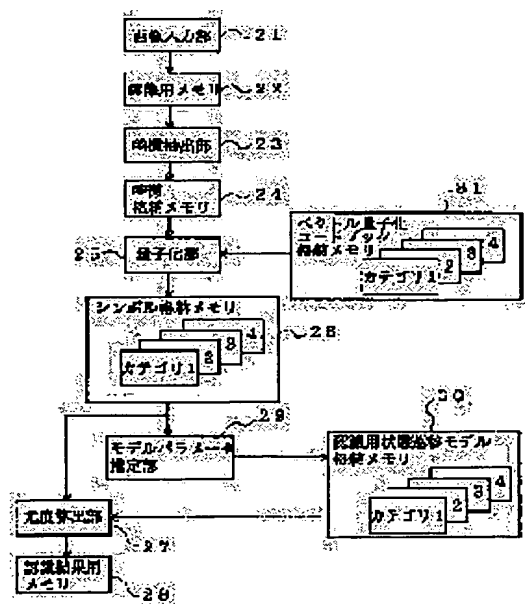 画像入力部
21
画像用メモリ
22
特徴抽出部
23
特徴
格納メモリ
24
ベクトル量子化
コードブック
格納メモリ
81
4
3
2
カテゴリ1
25
量子化部
シンボル格納メモリ
28
4
3
2
カテゴリ1
29
モデルパラメータ
推定部
30
認識用状態遷移モデル
格納メモリ
4
3
2
カテゴリ1
尤度算出部
27
認識結果用
メモリ
28